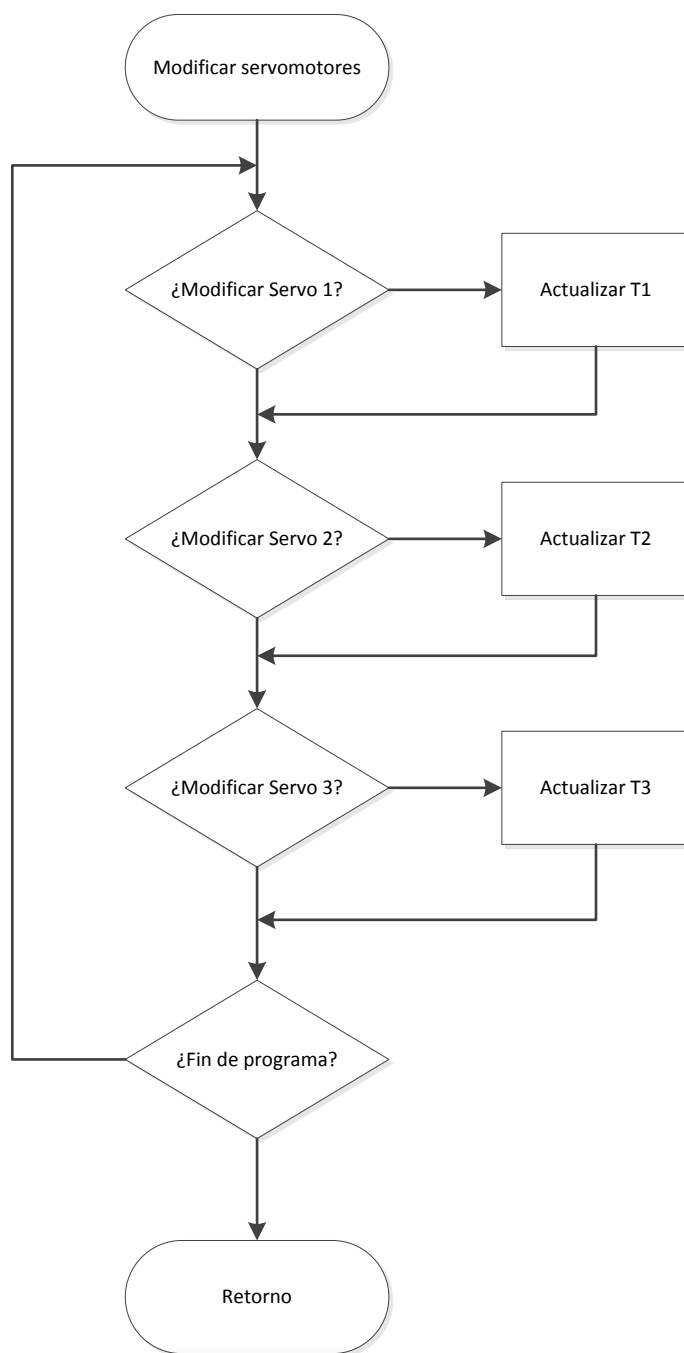 Modificar servomotores
¿Modificar Servo 1?
Actualizar T1
¿Modificar Servo 2?
Actualizar T2
¿Modificar Servo 3?
Actualizar T3
¿Fin de programa?
Retorno